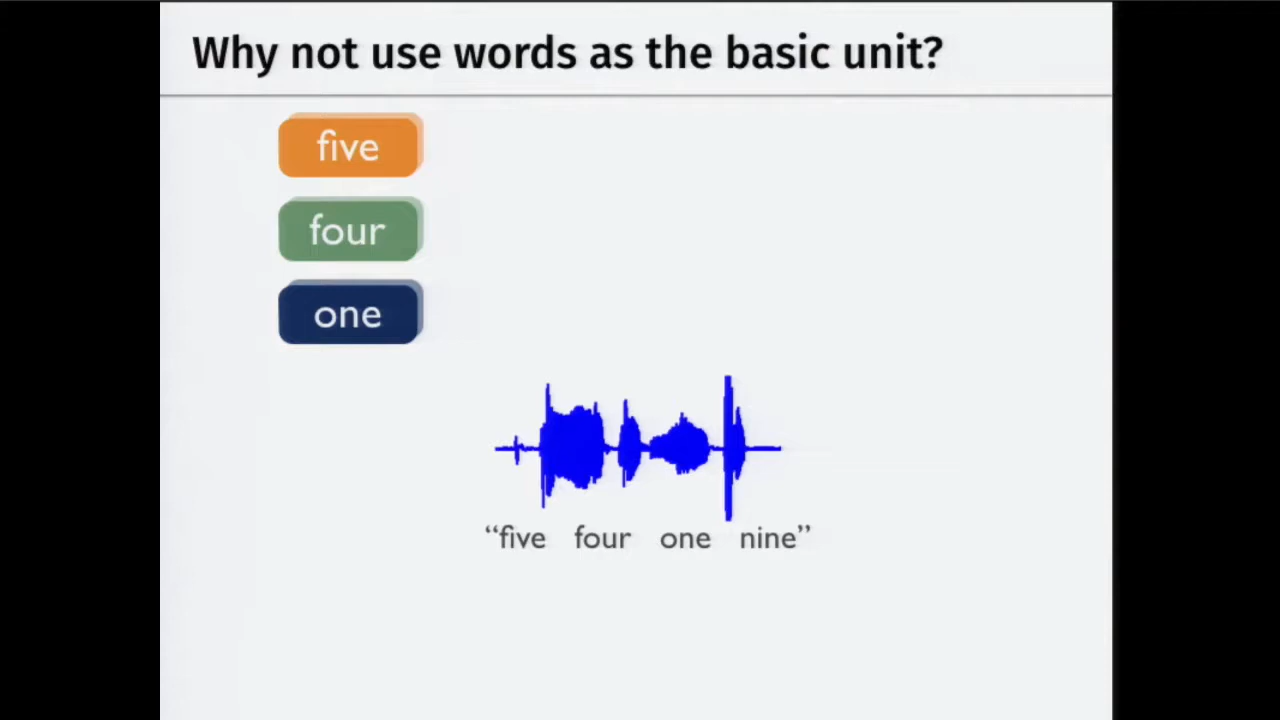 Why not use words as the basic unit?
five
four
one
“five four one nine”